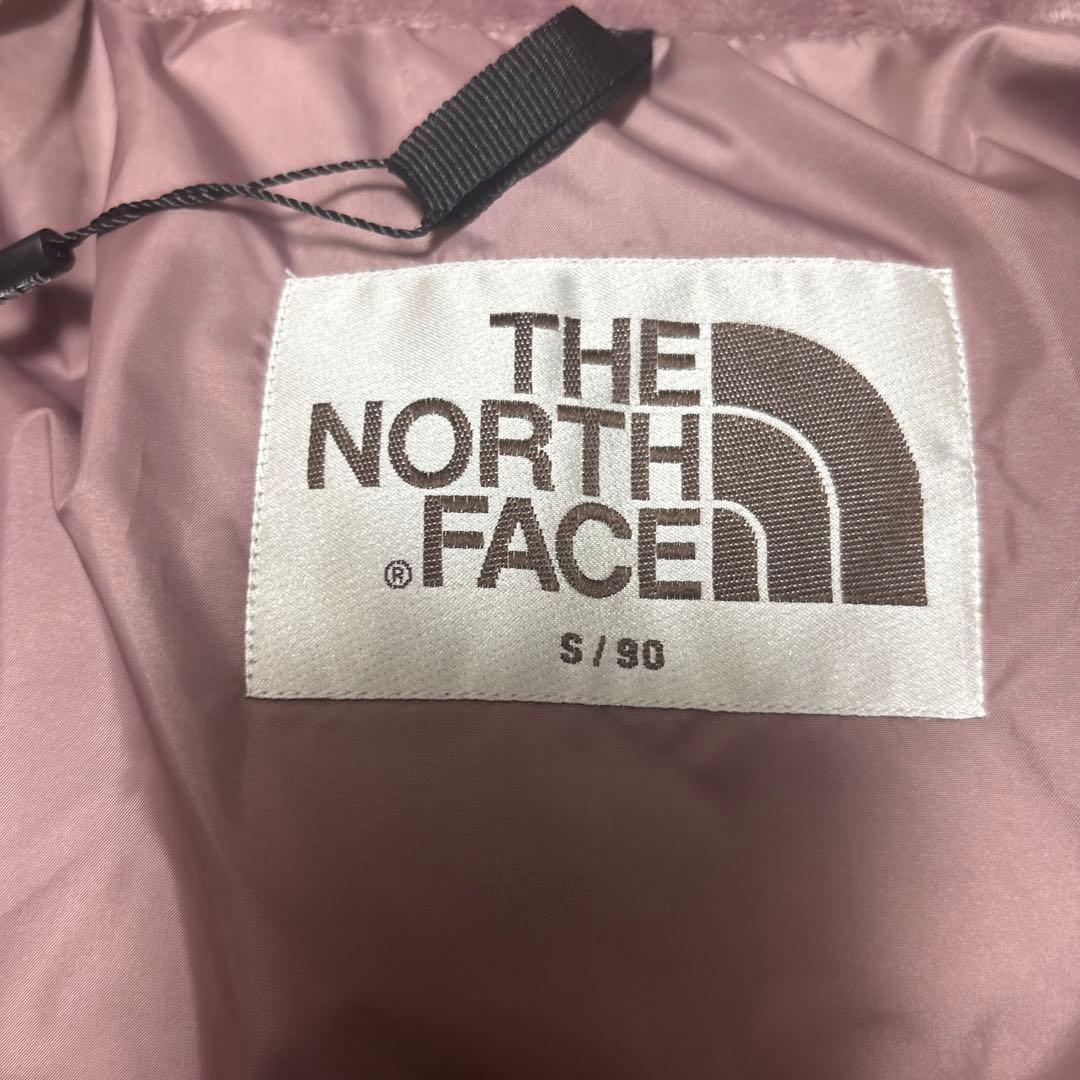 THE
NORTH
FACE
®
S / 90